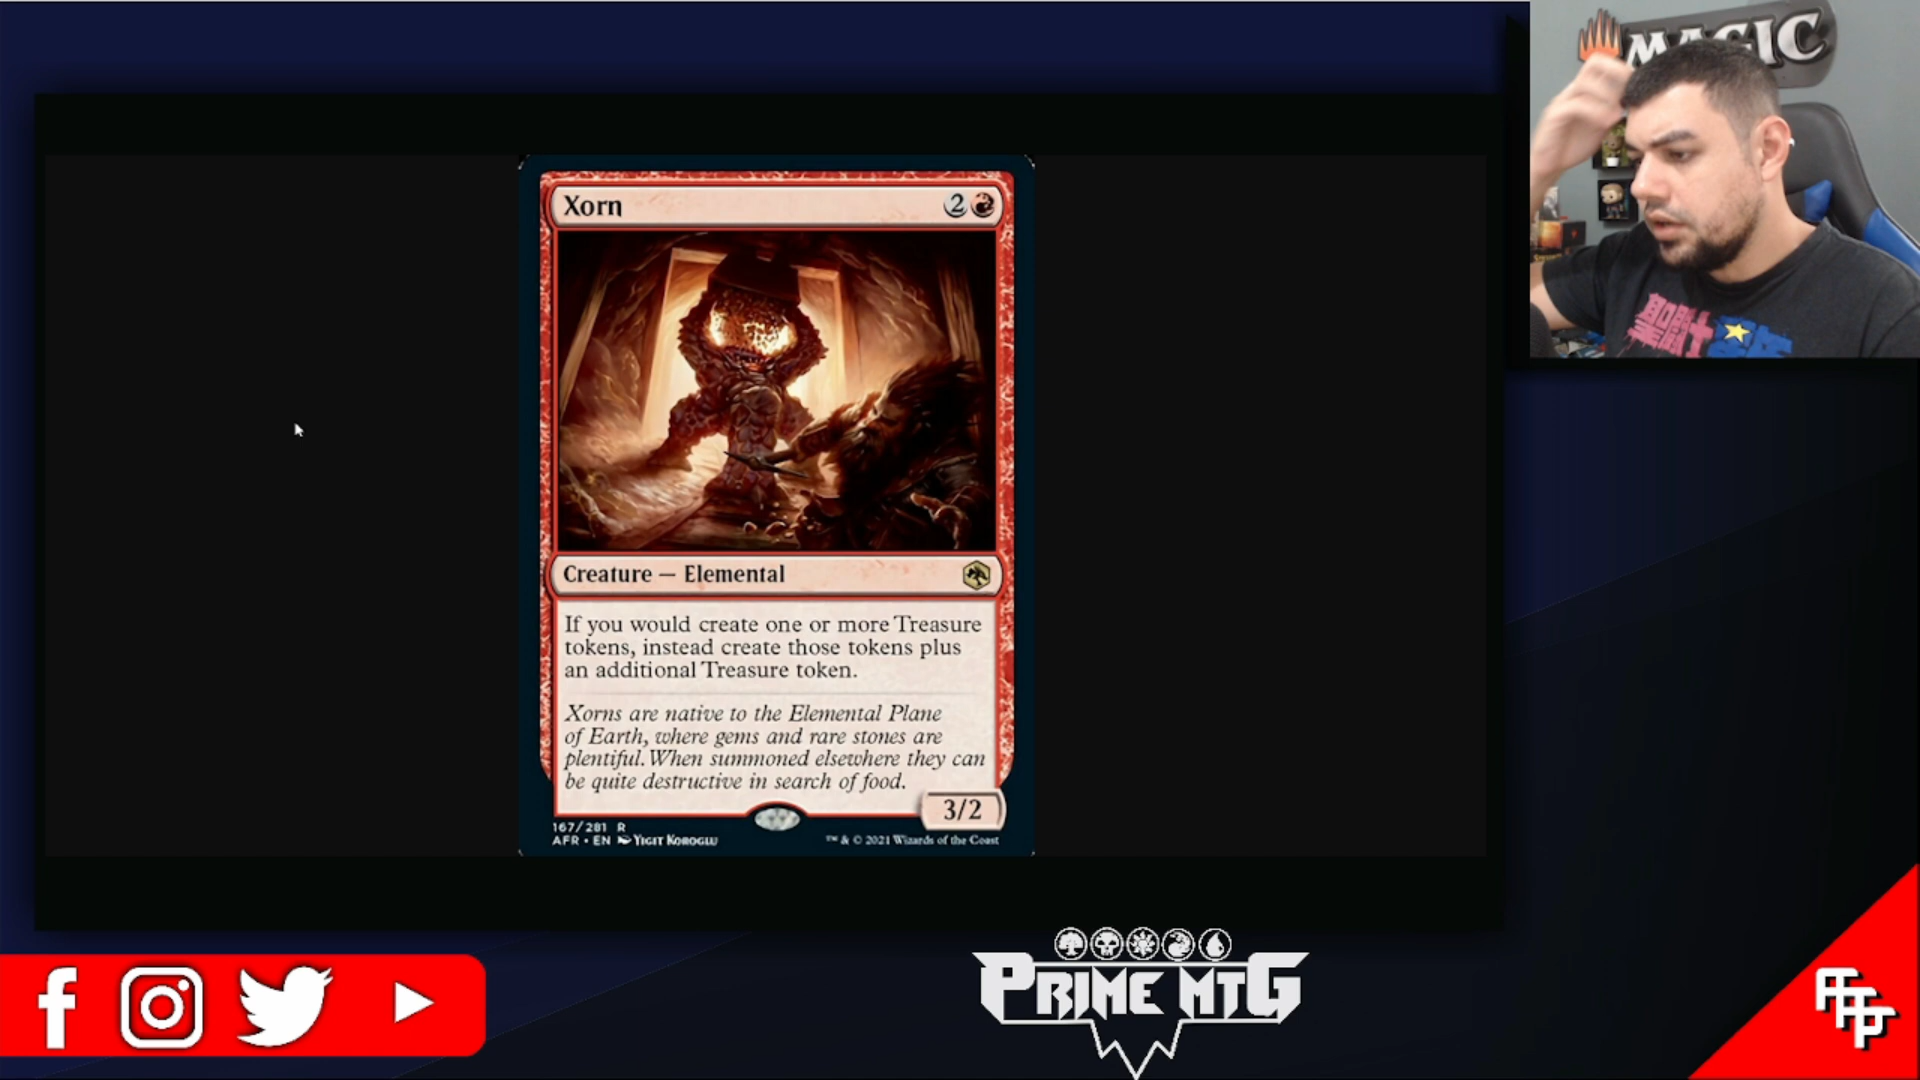 MAGIC
Xorn
2
Creature — Elemental
If you would create one or more Treasure
tokens, instead create those tokens plus
an additional Treasure token.
Xorns are native to the Elemental Plane
of Earth, where gems and rare stones are
plentiful. When summoned elsewhere they can
be quite destructive in search of food.
3/2
167/281 R
AFR • EN YIGIT KOROGLU
™ & © 2021 Wizards of the Coast
PRIME MTG